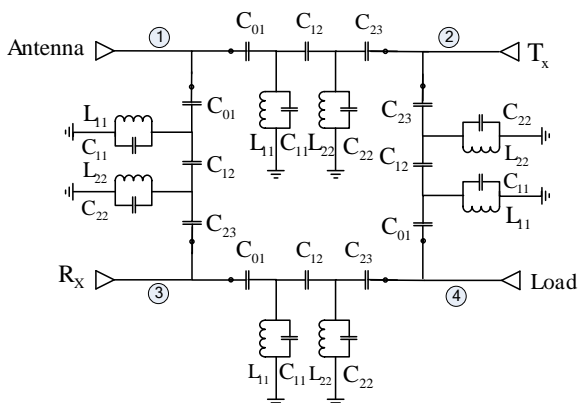 Antenna 1 C01 C12 C23 2 Tx
C01 L11 C11 L22 C22 C23
L11 C11 C12 C22 L22 C12
L22 C22 C11 L11
C23 C01 C12 C23 C01
Rx 3 4 Load
L11 C11 L22 C22